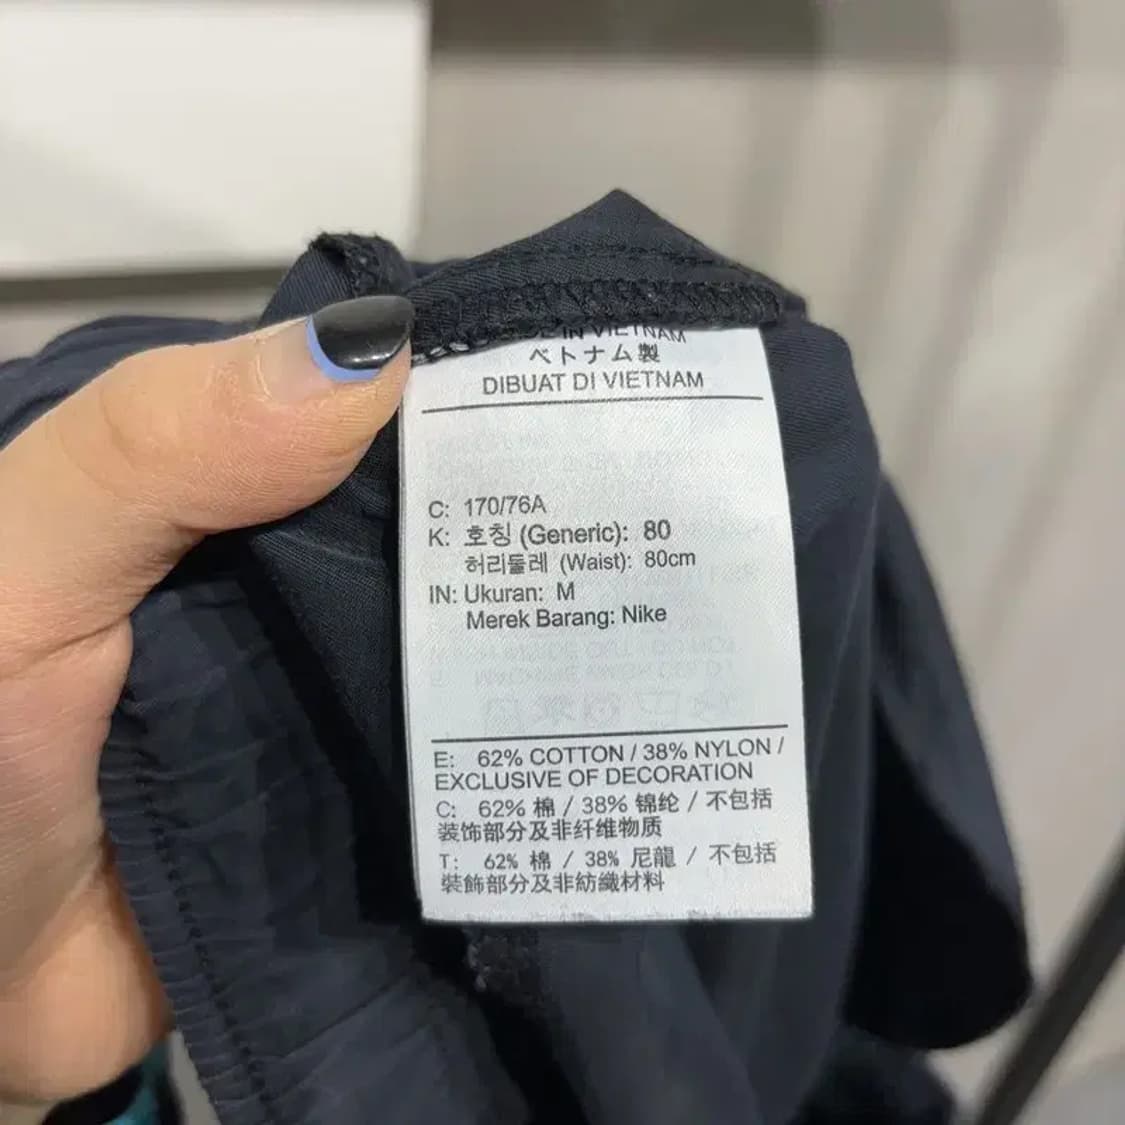 IN VIETNAM
ベトナム製
DIBUAT DI VIETNAM
C: 170/76A
K: 호칭 (Generic): 80
허리둘레 (Waist): 80cm
IN: Ukuran: M
Merek Barang: Nike
E: 62% COTTON / 38% NYLON /
EXCLUSIVE OF DECORATION
C: 62% 棉 / 38% 锦纶 / 不包括
装饰部分及非纤维物质
T: 62% 棉 / 38% 尼龍 / 不包括
裝飾部分及非紡織材料